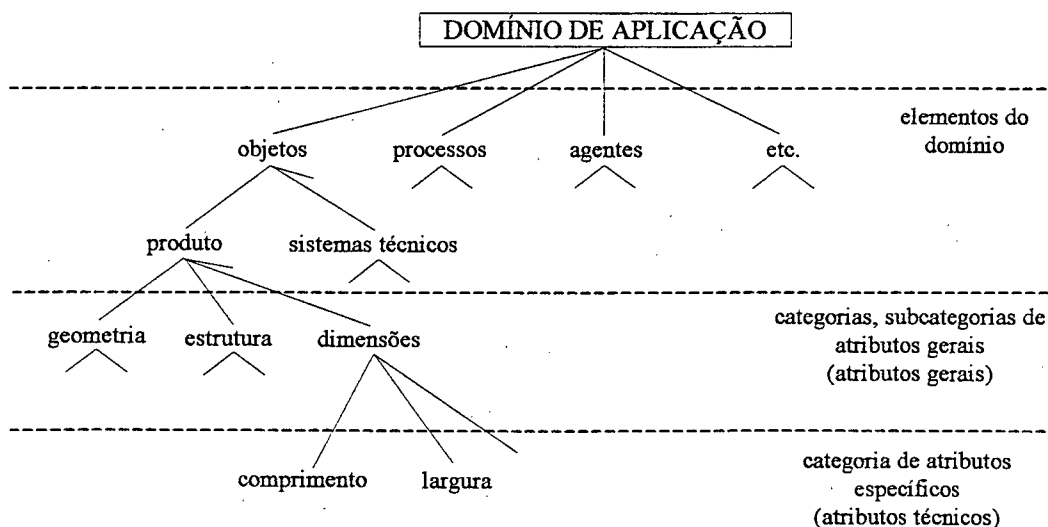 DOMÍNIO DE APLICAÇÃO
elementos do
domínio
objetos processos agentes etc.
produto sistemas técnicos
geometria estrutura dimensões
categorias, subcategorias de
atributos gerais
(atributos gerais)
comprimento largura
categoria de atributos
específicos
(atributos técnicos)